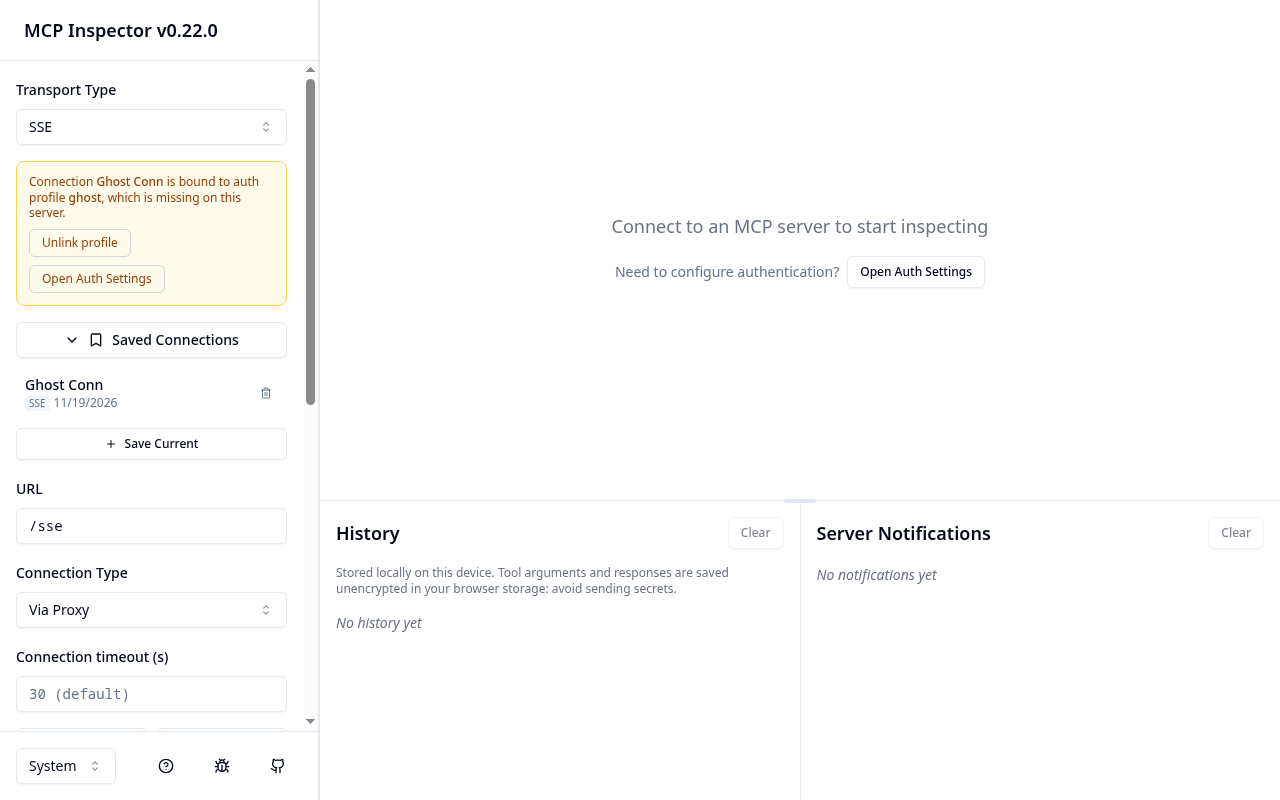 MCP Inspector v0.22.0
Transport Type
SSE
Connection Ghost Conn is bound to auth
profile ghost, which is missing on this
server.
Unlink profile
Open Auth Settings
Saved Connections
Ghost Conn
SSE 11/19/2026
Save Current
URL
/sse
Connection Type
Via Proxy
Connection timeout (s)
30 (default)
System
Connect to an MCP server to start inspecting
Need to configure authentication? Open Auth Settings
History
Clear
Stored locally on this device. Tool arguments and responses are saved
unencrypted in your browser storage: avoid sending secrets.
No history yet
Server Notifications
Clear
No notifications yet